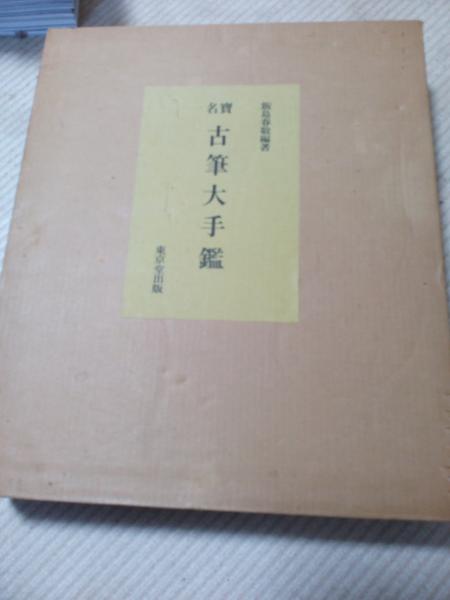 飯島春敬編著
名寶
古筆大手鑑
東京堂出版